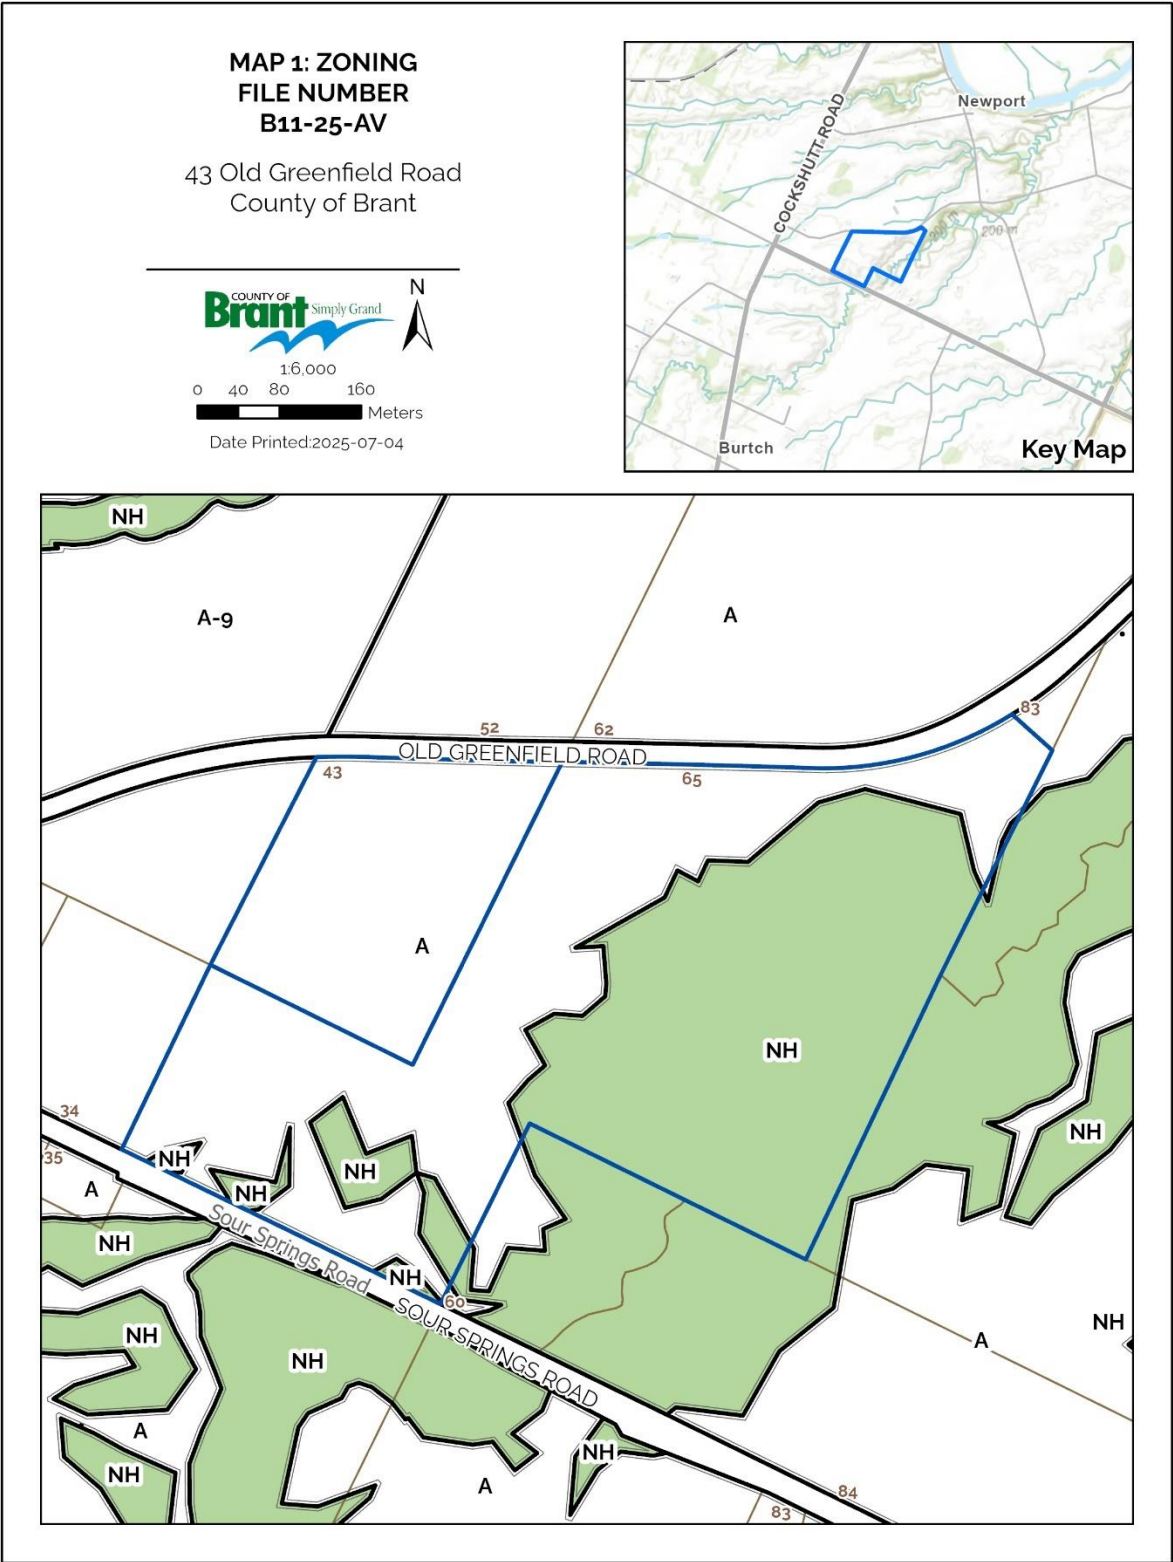 MAP 1: ZONING
FILE NUMBER
B11-25-AV
43 Old Greenfield Road
County of Brant
COUNTY OF
Brant Simply Grand
N
1:6,000
0 40 80 160
Meters
Date Printed:2025-07-04
COCKSHUTT ROAD
Newport
200 m
200 m
Burtch
Key Map
NH
A-9
A
52
62
83
OLD GREENFIELD ROAD
43
65
A
NH
34
35
NH
NH
NH
NH
A
NH
Sour Springs Road
NH
60
SOUR SPRINGS ROAD
NH
NH
NH
A
A
NH
NH
A
84
83